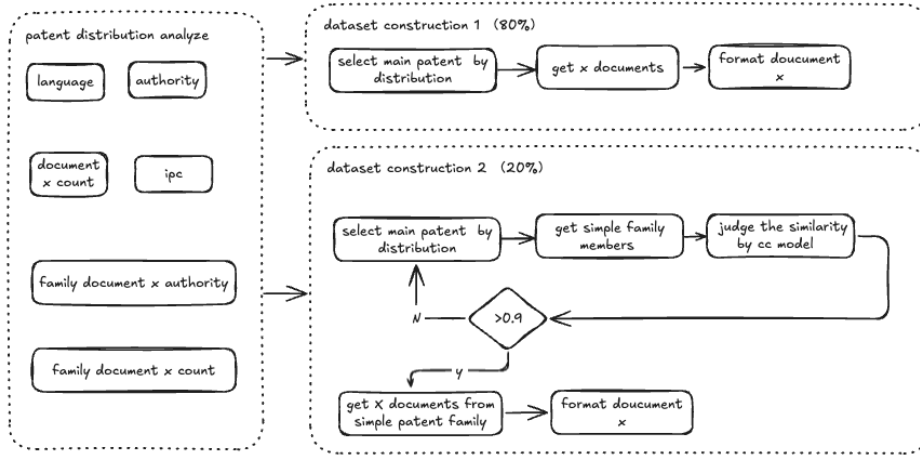 patent distribution analyze
language
authority
document
x count
ipc
family document x authority
family document x count
dataset construction 1 (80%)
select main patent by
distribution
get x documents
format doucument
x
dataset construction 2 (20%)
select main patent by
distribution
get simple family
members
judge the similarity
by cc model
>0.9
N
y
get X documents from
simple patent family
format doucument
x